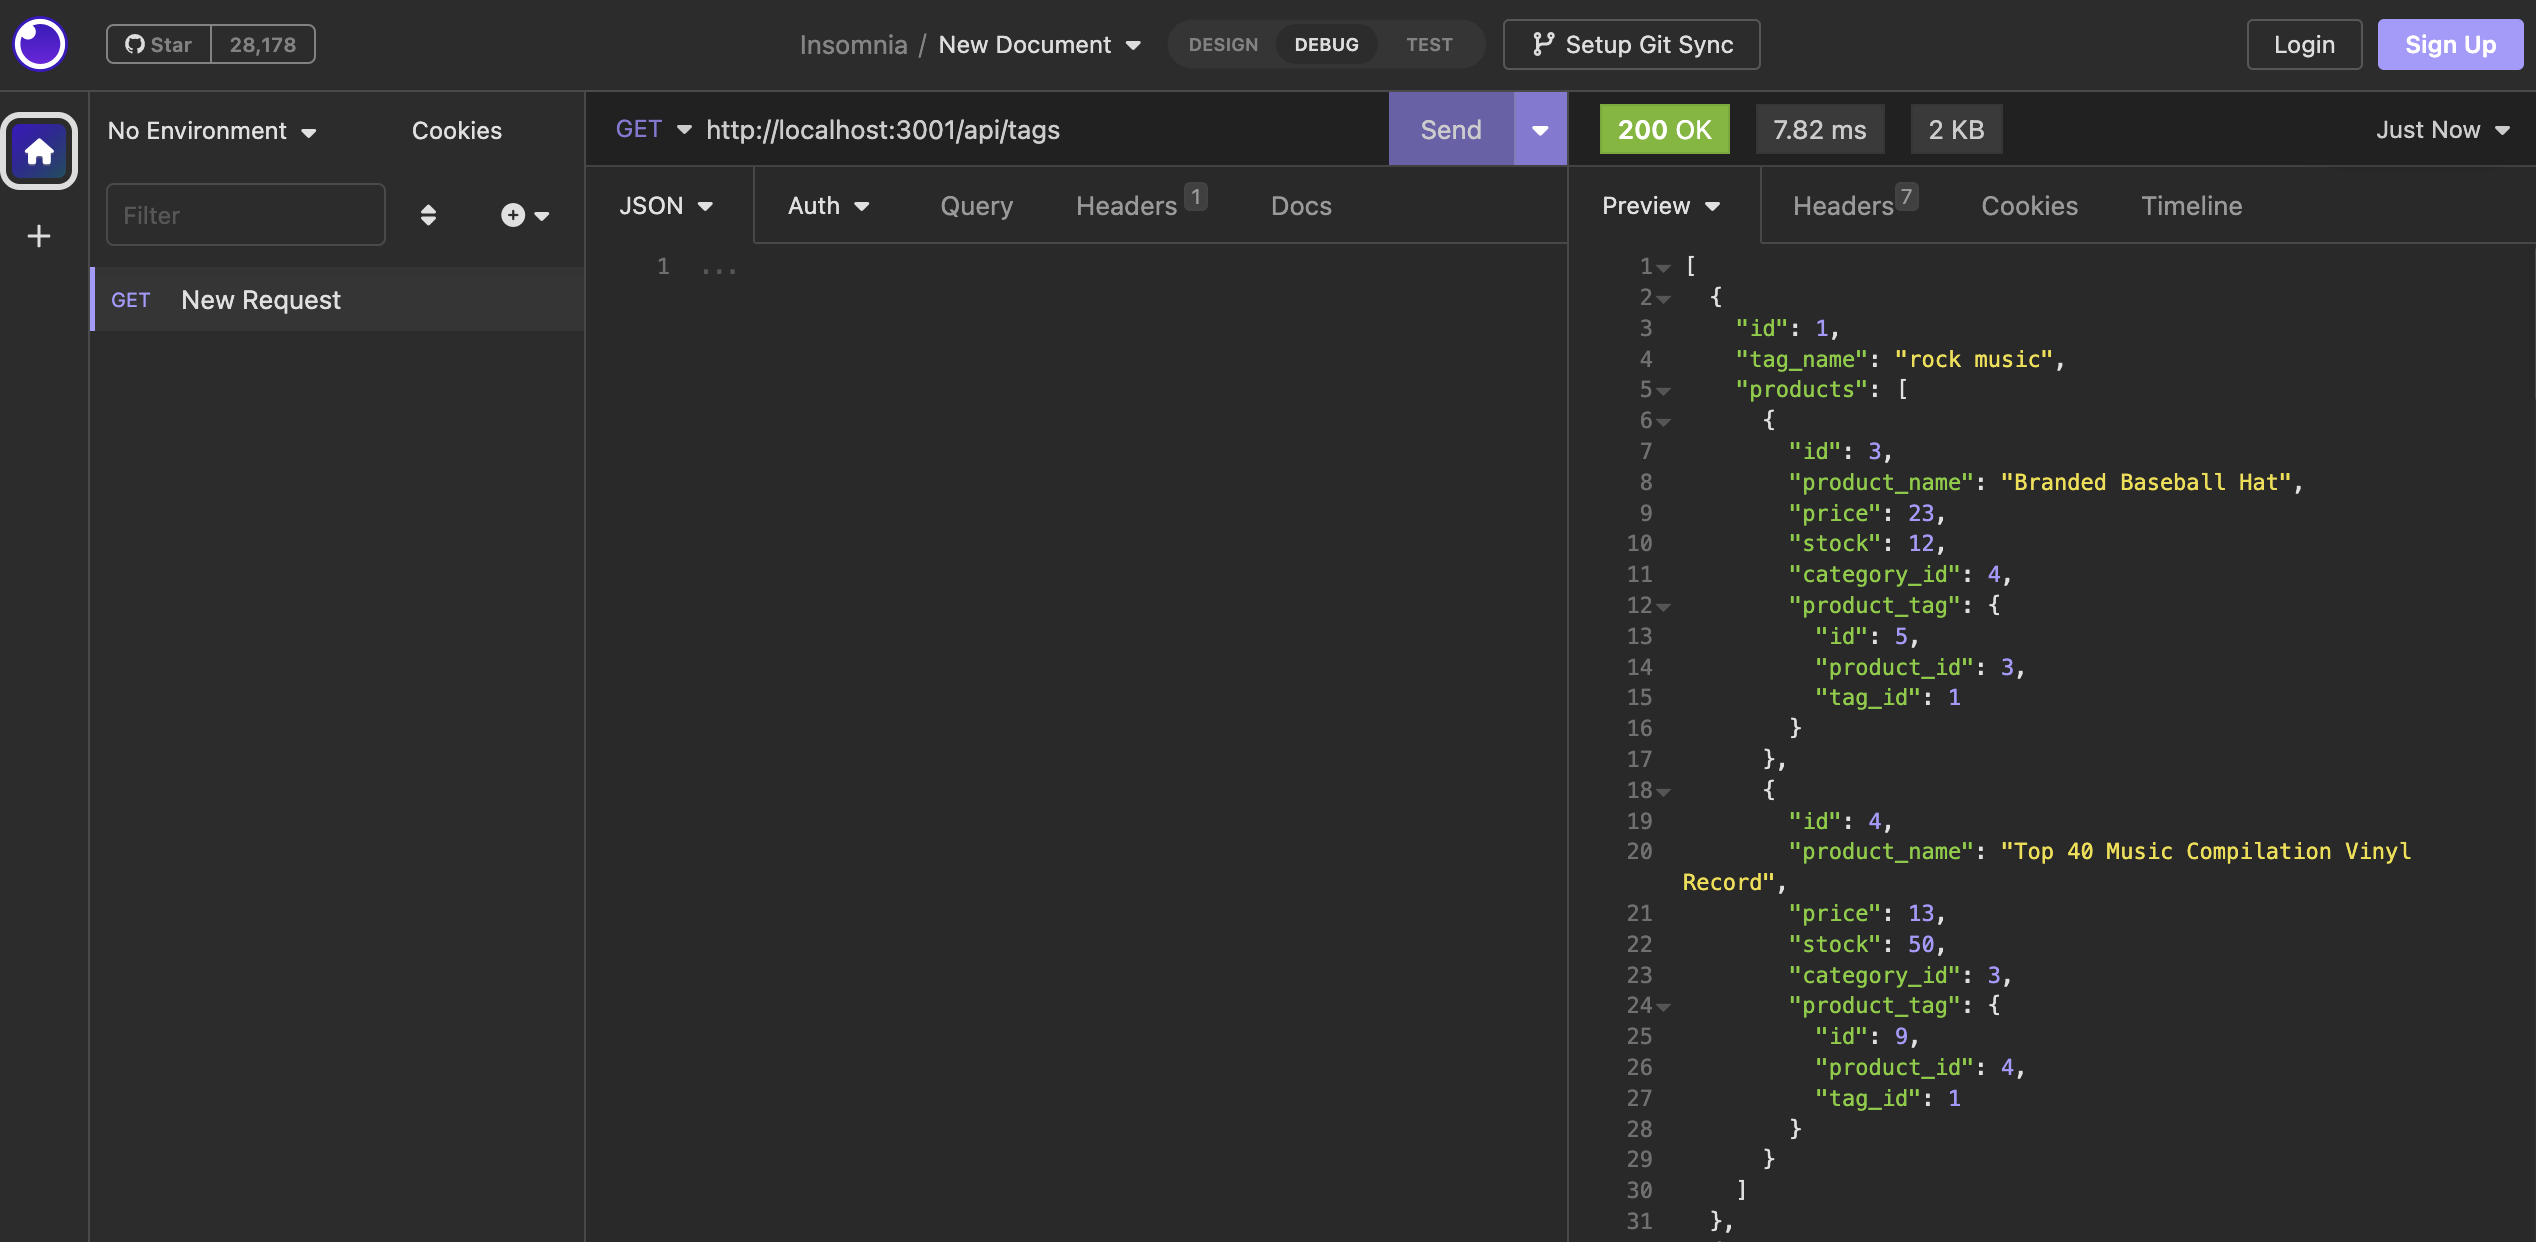 Star 28,178
Insomnia / New Document DESIGN DEBUG TEST Setup Git Sync Login Sign Up
No Environment Cookies
Filter
GET New Request
GET http://localhost:3001/api/tags Send
JSON Auth Query Headers 1 Docs
1 ...
200 OK 7.82 ms 2 KB Just Now
Preview Headers 7 Cookies Timeline
1 [
2 {
3 "id": 1,
4 "tag_name": "rock music",
5 "products": [
6 {
7 "id": 3,
8 "product_name": "Branded Baseball Hat",
9 "price": 23,
10 "stock": 12,
11 "category_id": 4,
12 "product_tag": {
13 "id": 5,
14 "product_id": 3,
15 "tag_id": 1
16 }
17 },
18 {
19 "id": 4,
20 "product_name": "Top 40 Music Compilation Vinyl
Record",
21 "price": 13,
22 "stock": 50,
23 "category_id": 3,
24 "product_tag": {
25 "id": 9,
26 "product_id": 4,
27 "tag_id": 1
28 }
29 }
30 ]
31 },